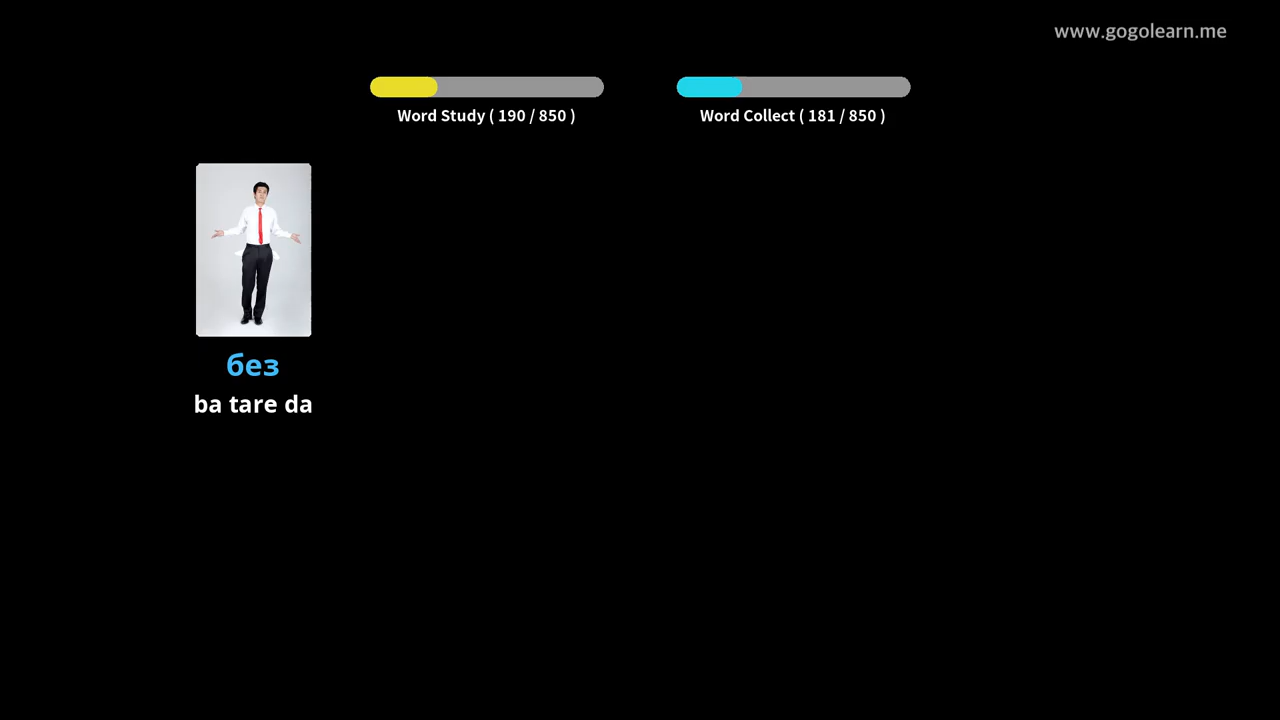 www.gogolearn.me
Word Study ( 190 / 850 )
Word Collect ( 181 / 850 )
без
ba tare da